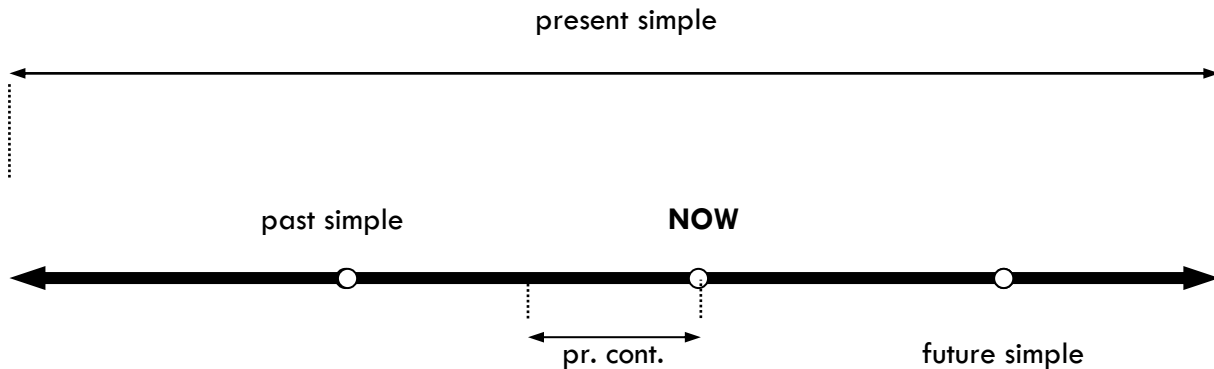 present simple
past simple
NOW
pr. cont.
future simple